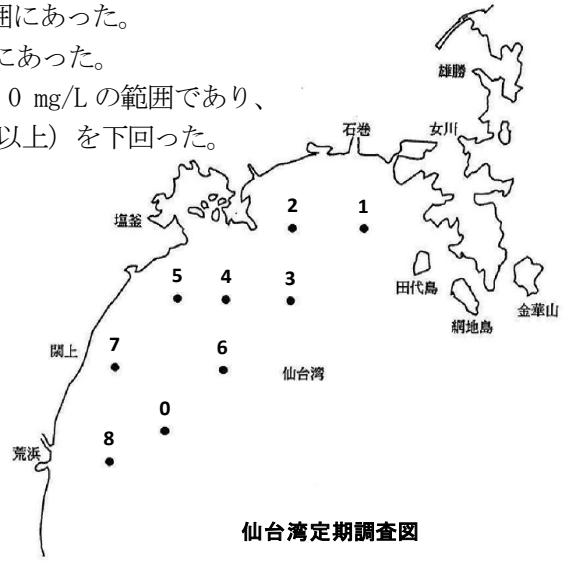 囲にあった。
にあった。
0 mg/L の範囲であり、
以上）を下回った。
雄勝
石巻
女川
塩釜
2
1
田代島
金華山
網地島
5
4
3
閖上
7
6
仙台湾
0
荒浜
8
仙台湾定期調査図